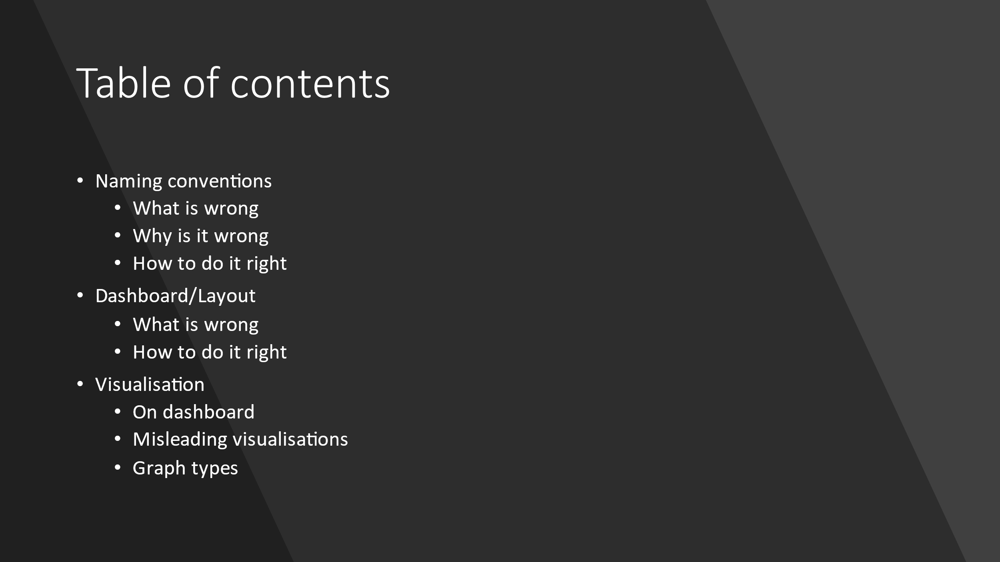 Table of contents
• Naming conventions
• What is wrong
• Why is it wrong
• How to do it right
• Dashboard/Layout
• What is wrong
• How to do it right
• Visualisation
• On dashboard
• Misleading visualisations
• Graph types